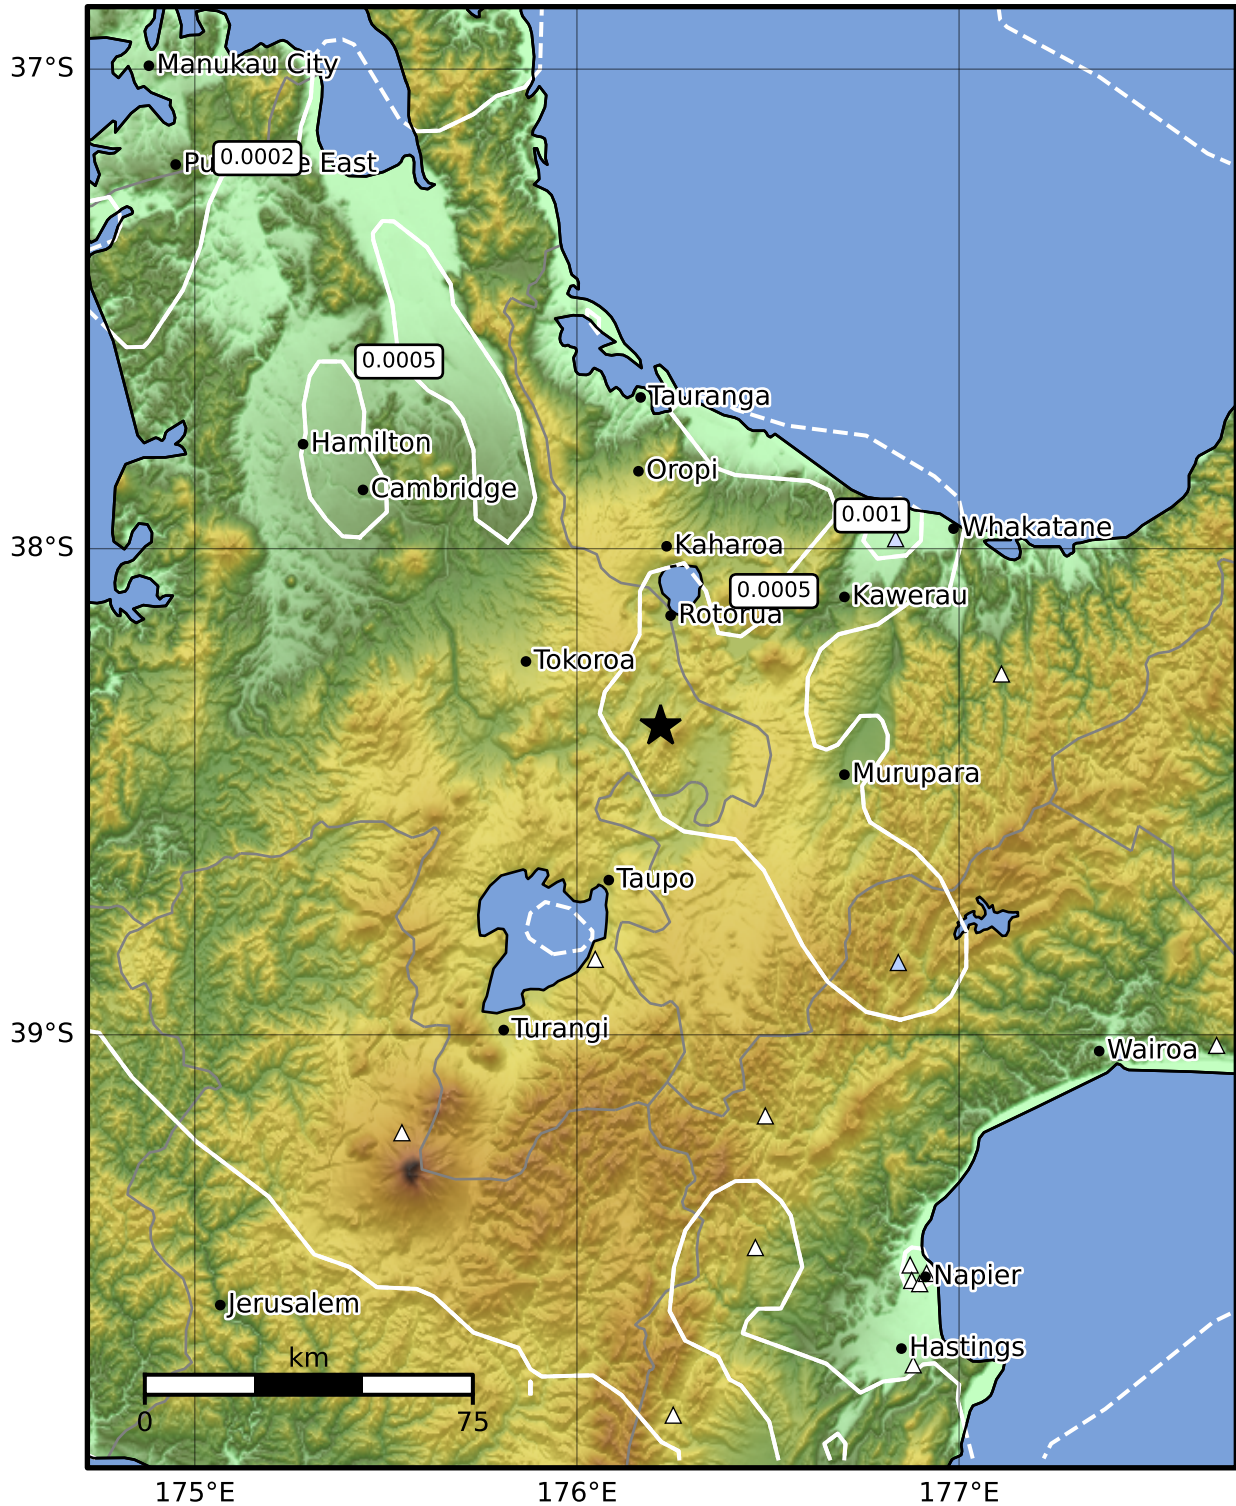 37°S
Manukau City
0.0002
East
0.0005
Tauranga
Hamilton
Oropi
Cambridge
0.001
Whakatane
38°S
Kaharoa
0.0005
Kawerau
Rotorua
Tokoroa
Murupara
Taupo
Turangi
39°S
Wairoa
Napier
Jerusalem
Hastings
km
0
75
175°E
176°E
177°E